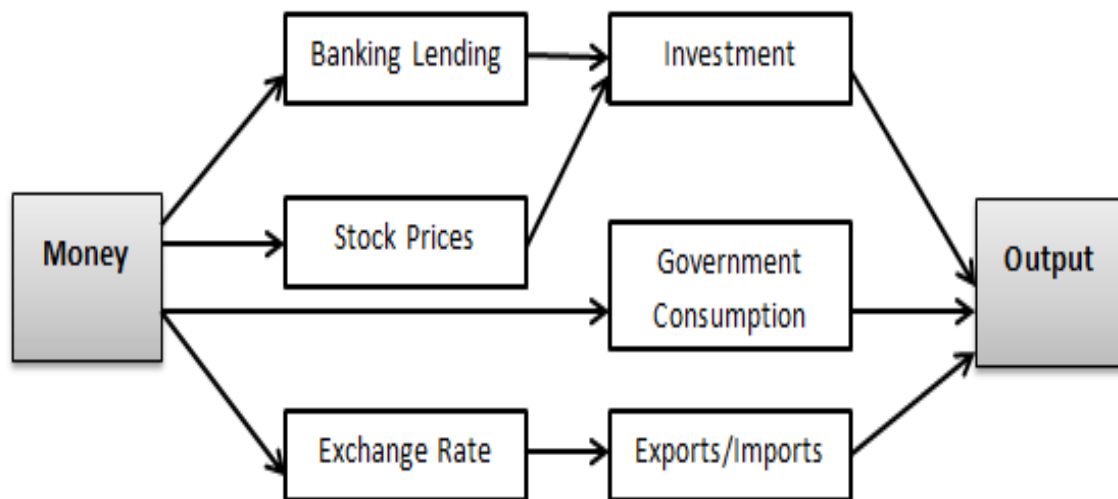 Banking Lending
Investment
Money
Stock Prices
Government
Consumption
Output
Exchange Rate
Exports/Imports